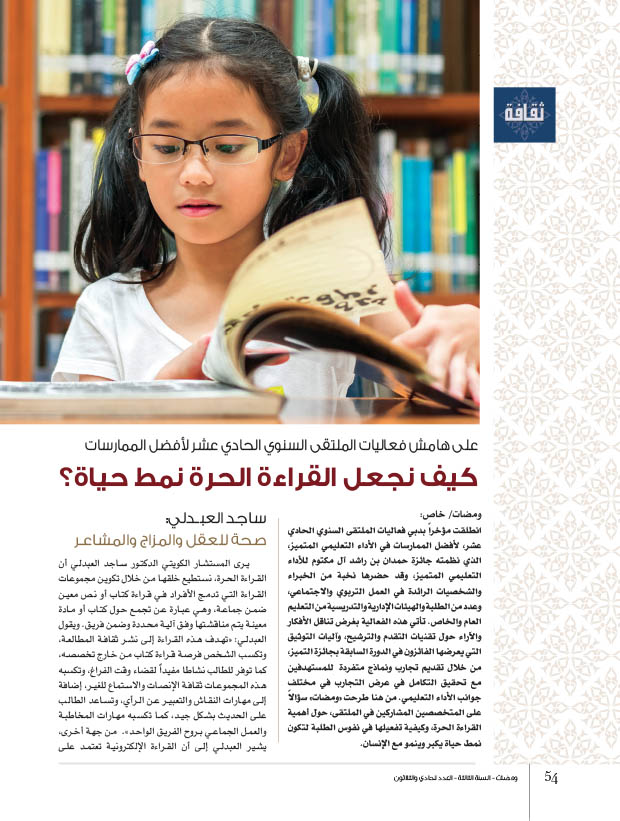 ثقافة
على هامش فعاليات الملتقى السنوي الحادي عشر لأفضل الممارسات
كيف نجعل القراءة الحرة نمط حياة؟
ومضات/ خاص:
انطلقت مؤخراً بدبي فعاليات الملتقى السنوي الحادي
عشر، لأفضل الممارسات في الأداء التعليمي المتميز،
الذي نظمته جائزة حمدان بن راشد آل مكتوم للأداء
التعليمي المتميز، وقد حضرها نخبة من الخبراء
والشخصيات الرائدة في العمل التربوي والاجتماعي،
وعدد من الطلبة والهيئات الإدارية والتدريسية من التعليم
العام والخاص. تأتي هذه الفعالية بغرض تناقل الأفكار
والآراء حول تقنيات التقدم والترشيح، وآليات التوثيق
التي يعرضها الفائزون في الدورة السابقة بجائزة التميز،
من خلال تقديم تجارب ونماذج متفردة للمستهدفين
مع تحقيق التكامل في عرض التجارب في مختلف
جوانب الأداء التعليمي. من هنا طرحت «ومضات» سؤالاً
على المتخصصين المشاركين في الملتقى، حول أهمية
القراءة الحرة، وكيفية تفعيلها في نفوس الطلبة لتكون
نمط حياة يكبر وينمو مع الإنسان.
ساجد العبدلي:
صحة للعقل والمزاج والمشاعر
يرى المستشار الكويتي الدكتور ساجد العبدلي أن
القراءة الحرة، نستطيع خلقها من خلال تكوين مجموعات
القراءة التي تدمج الأفراد في قراءة كتاب أو نص معين
ضمن جماعة، وهي عبارة عن تجمع حول كتاب أو مادة
معينة يتم مناقشتها وفق آلية محددة وضمن فريق. ويقول
العبدلي: «تهدف هذه القراءة إلى نشر ثقافة المطالعة،
وتكسب الشخص فرصة قراءة كتاب من خارج تخصصه،
كما توفر للطالب نشاطا مفيداً لقضاء وقت الفراغ، وتكسبه
هذه المجموعات ثقافة الإنصات والاستماع للغير، إضافة
إلى مهارات النقاش والتعبير عن الرأي، وتساعد الطالب
على الحديث بشكل جيد، كما تكسبه مهارات المخاطبة
والعمل الجماعي بروح الفريق الواحد». من جهة أخرى،
يشير العبدلي إلى أن القراءة الإلكترونية تعتمد على
ومضات - السنة الثالثة - العدد الحادي والثلاثون
٥٤